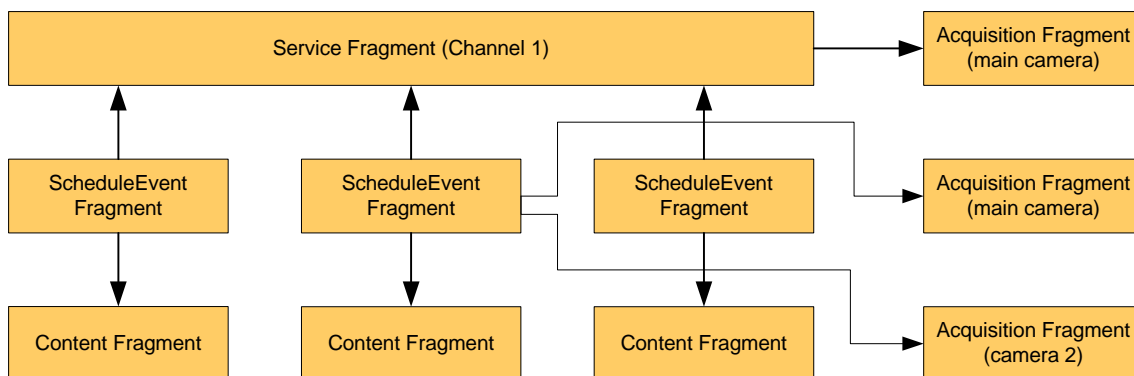 Service Fragment (Channel 1)
Acquisition Fragment
(main camera)
ScheduleEvent
Fragment
ScheduleEvent
Fragment
ScheduleEvent
Fragment
Acquisition Fragment
(main camera)
Content Fragment
Content Fragment
Content Fragment
Acquisition Fragment
(camera 2)